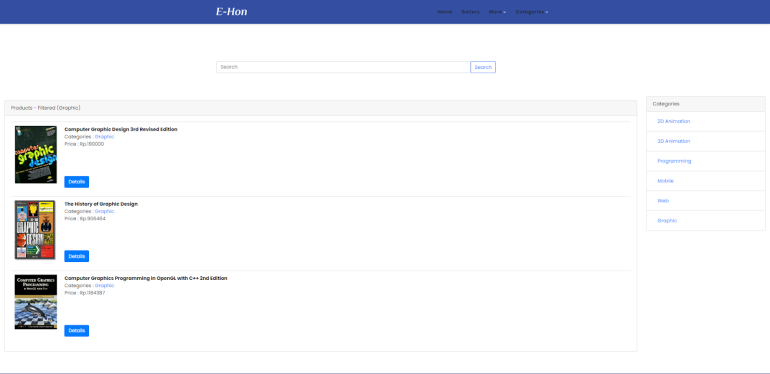 E-Hon
Home Gallery More Categories
Search Search
Products - Filtered (Graphic)
Computer Graphic Design 3rd Revised Edition
Categories : Graphic
Price : Rp.190000
Details
The History of Graphic Design
Categories : Graphic
Price : Rp.906464
Details
Computer Graphics Programming in OpenGL with C++ 2nd Edition
Categories : Graphic
Price : Rp.1184397
Details
computer
graphic
design
GRAPHIC
DESIGN
COMPUTER GRAPHICS
PROGRAMMING
Categories
2D Animation
3D Animation
Programming
Mobile
Web
Graphic